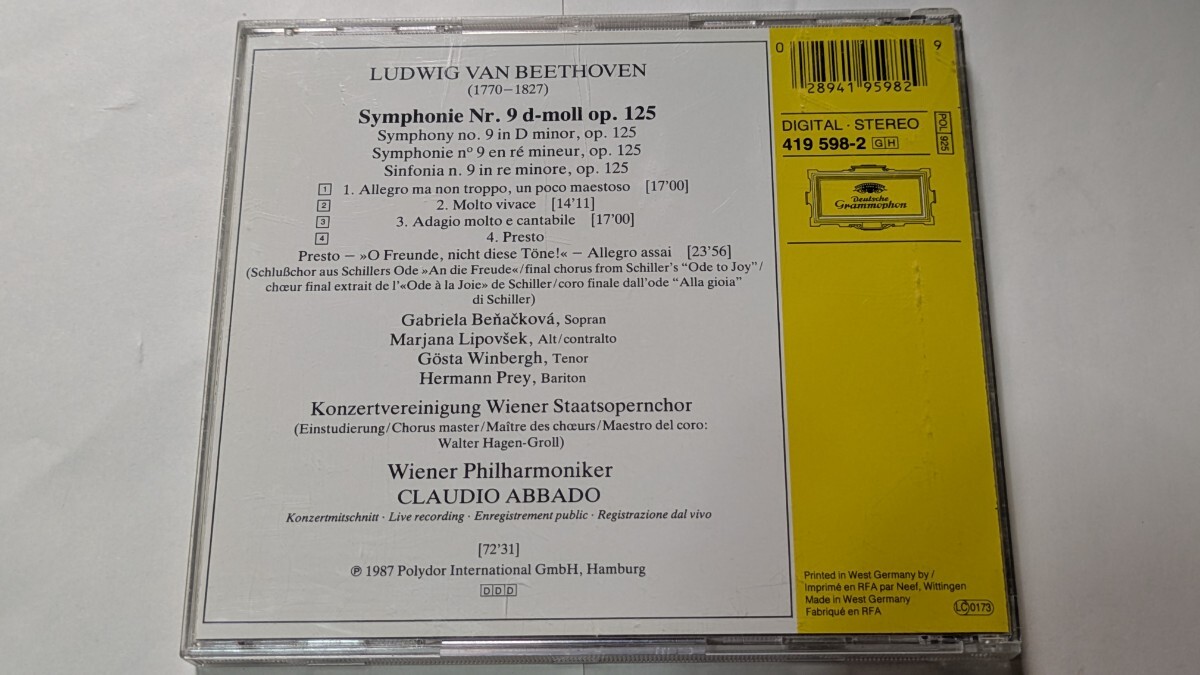 LUDWIG VAN BEETHOVEN
(1770–1827)
Symphonie Nr. 9 d-moll op. 125
Symphony no. 9 in D minor, op. 125
Symphonie nº 9 en ré mineur, op. 125
Sinfonia n. 9 in re minore, op. 125
1 1. Allegro ma non troppo, un poco maestoso [17'00]
2 2. Molto vivace [14'11]
3 3. Adagio molto e cantabile [17'00]
4 4. Presto
Presto – »O Freunde, nicht diese Töne!« – Allegro assai [23'56]
(Schlußchor aus Schillers Ode »An die Freude«/final chorus from Schiller's “Ode to Joy”/
chœur final extrait de l'«Ode à la Joie» de Schiller/coro finale dall'ode “Alla gioia”
di Schiller)
Gabriela Beňačková, Sopran
Marjana Lipovšek, Alt/contralto
Gösta Winbergh, Tenor
Hermann Prey, Bariton
Konzertvereinigung Wiener Staatsopernchor
(Einstudierung/Chorus master/Maître des chœurs/Maestro del coro:
Walter Hagen-Groll)
Wiener Philharmoniker
CLAUDIO ABBADO
Konzertmitschnitt · Live recording · Enregistrement public · Registrazione dal vivo
[72'31]
℗ 1987 Polydor International GmbH, Hamburg
DDD
0 28941 95982 9
DIGITAL · STEREO
419 598-2 GH
POL 925
Deutsche
Grammophon
Printed in West Germany by/
Imprimé en RFA par Neef, Wittingen
Made in West Germany
Fabriqué en RFA
LC 0173